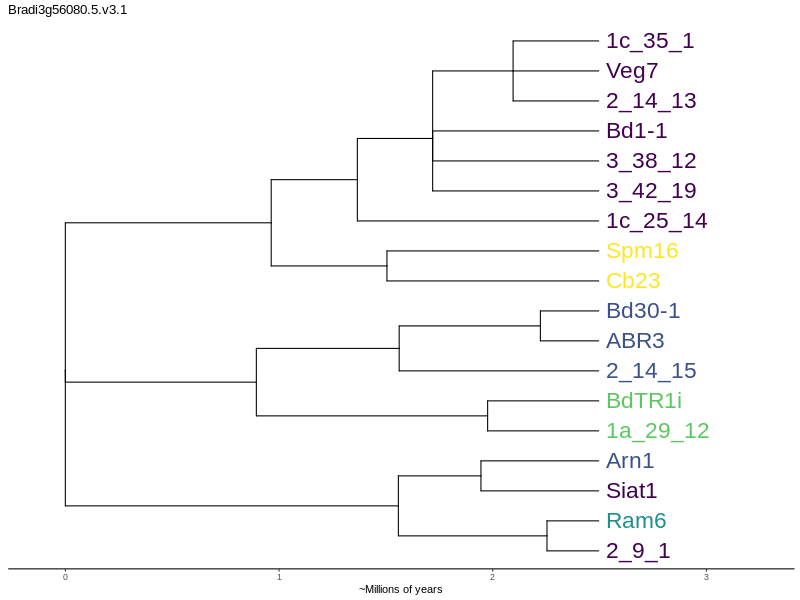 Bradi3g56080.5.v3.1
1c_35_1
Veg7
2_14_13
Bd1-1
3_38_12
3_42_19
1c_25_14
Spm16
Cb23
Bd30-1
ABR3
2_14_15
BdTR1i
1a_29_12
Arn1
Siat1
Ram6
2_9_1
0 1 2 3
~Millions of years